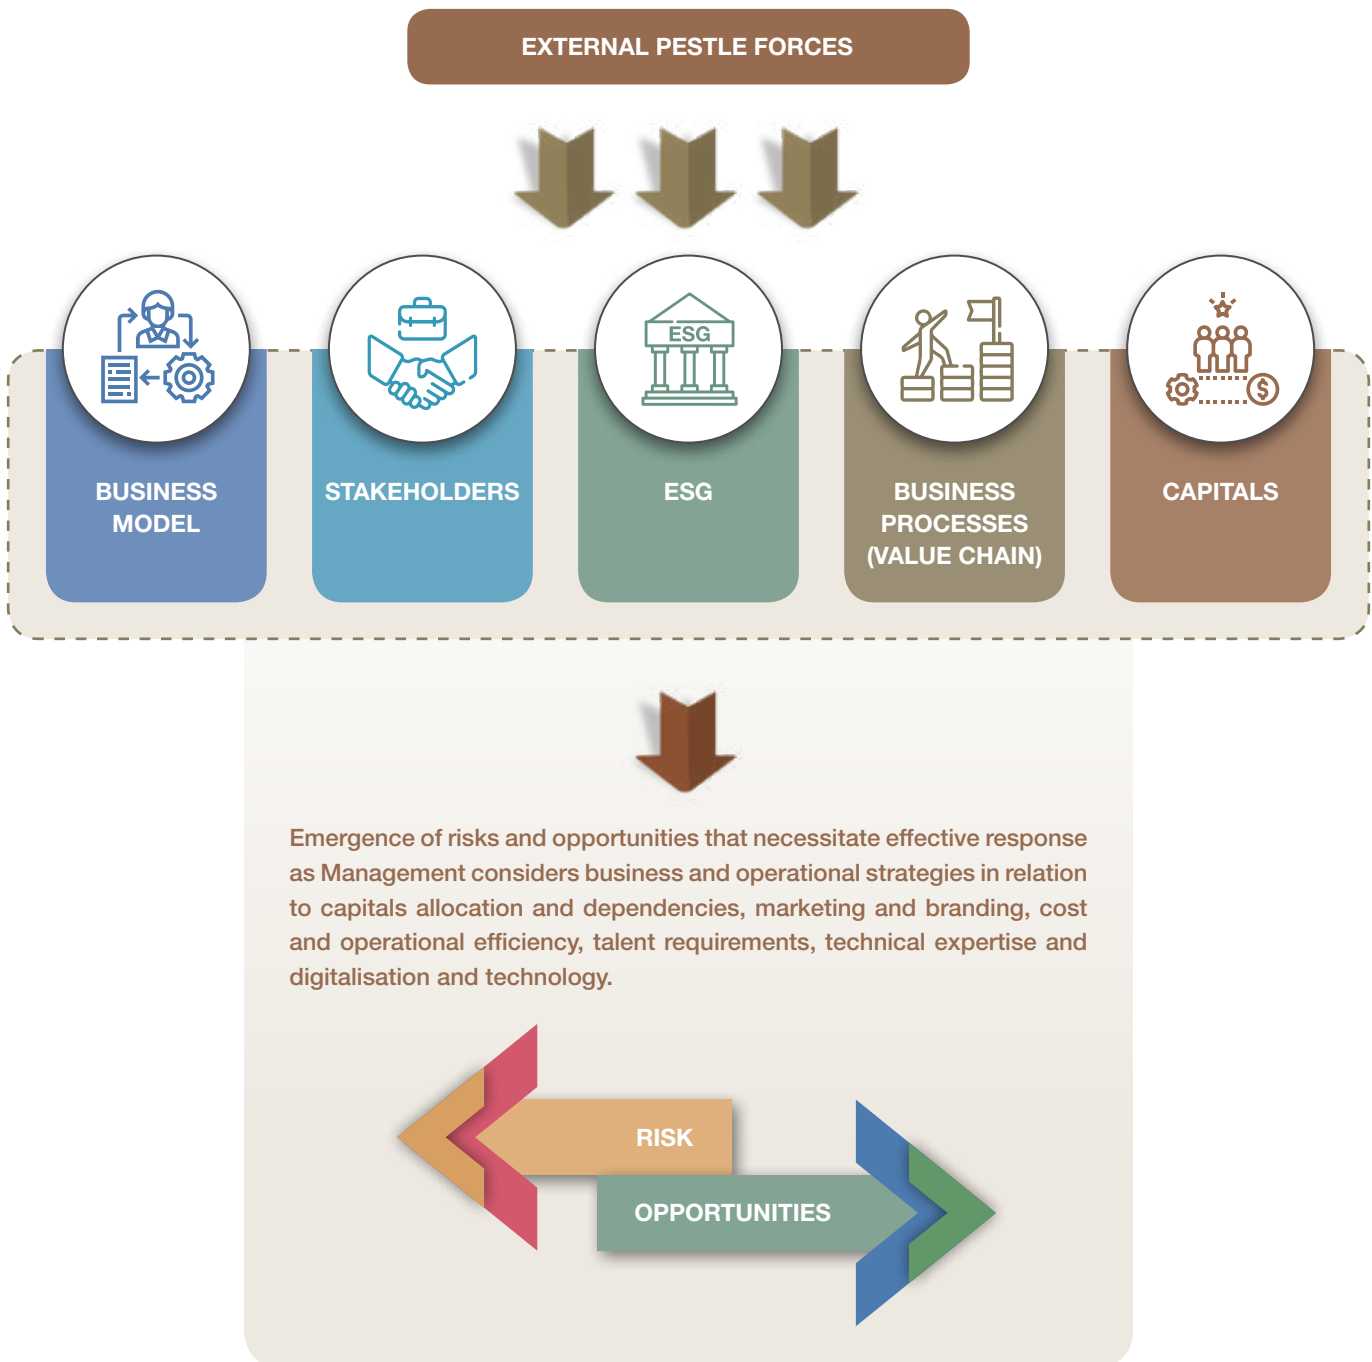 EXTERNAL PESTLE FORCES
ESG
BUSINESS
MODEL
STAKEHOLDERS
ESG
BUSINESS
PROCESSES
(VALUE CHAIN)
$
CAPITALS
Emergence of risks and opportunities that necessitate effective response
as Management considers business and operational strategies in relation
to capitals allocation and dependencies, marketing and branding, cost
and operational efficiency, talent requirements, technical expertise and
digitalisation and technology.
RISK
OPPORTUNITIES